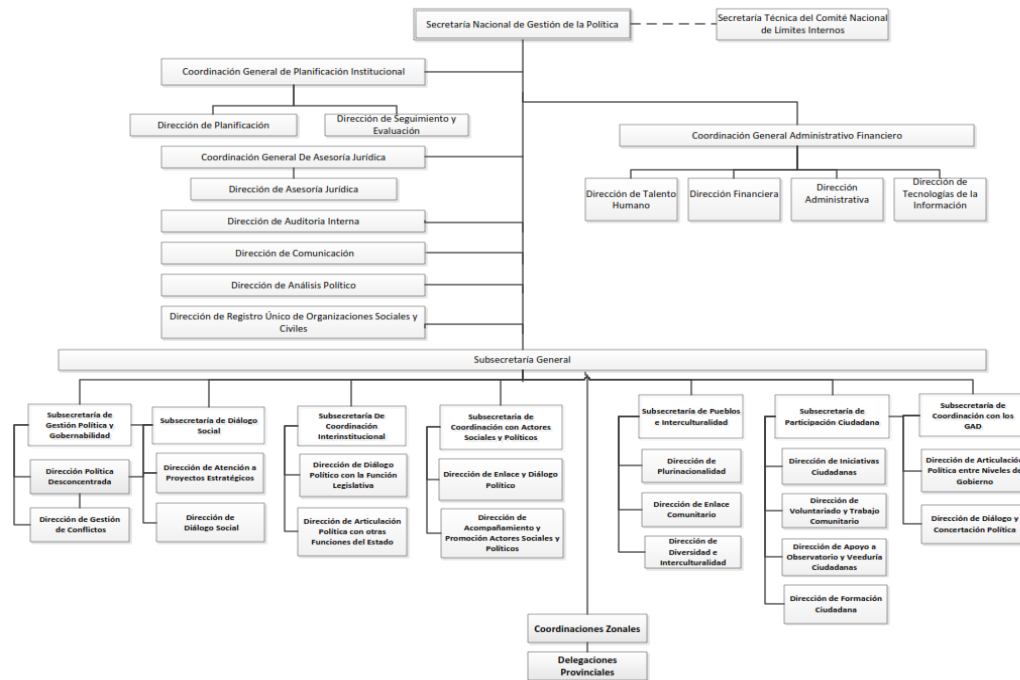 Secretaría Nacional de Gestión de la Política
Secretaría Técnica del Comité Nacional
de Límites Internos
Coordinación General de Planificación Institucional
Dirección de Planificación
Dirección de Seguimiento y
Evaluación
Coordinación General Administrativo Financiero
Coordinación General De Asesoría Jurídica
Dirección de Asesoría Jurídica
Dirección de Talento
Humano
Dirección Financiera
Dirección
Administrativa
Dirección de
Tecnologías de la
Información
Dirección de Auditoria Interna
Dirección de Comunicación
Dirección de Análisis Político
Dirección de Registro Único de Organizaciones Sociales y
Civiles
Subsecretaría General
Subsecretaría de
Gestión Política y
Gobernabilidad
Dirección Política
Desconcentrada
Dirección de Gestión
de Conflictos
Subsecretaría de Diálogo
Social
Dirección de Atención a
Proyectos Estratégicos
Dirección de
Diálogo Social
Subsecretaría De
Coordinación
Interinstitucional
Dirección de Diálogo
Político con la Función
Legislativa
Dirección de Articulación
Política con otras
Funciones del Estado
Subsecretaría de
Coordinación con Actores
Sociales y Políticos
Dirección de Enlace y Diálogo
Político
Dirección de
Acompañamiento y
Promoción Actores Sociales y
Políticos
Subsecretaría de Pueblos
e Interculturalidad
Dirección de
Plurinacionalidad
Dirección de Enlace
Comunitario
Dirección de
Diversidad e
Interculturalidad
Subsecretaría de
Participación Ciudadana
Dirección de Iniciativas
Ciudadanas
Dirección de
Voluntariado y Trabajo
Comunitario
Dirección de Apoyo a
Observatorio y Veeduría
Ciudadanas
Dirección de Formación
Ciudadana
Subsecretaría de
Coordinación con los
GAD
Dirección de Articulación
Política entre Niveles de
Gobierno
Dirección de Diálogo y
Concertación Política
Coordinaciones Zonales
Delegaciones
Provinciales